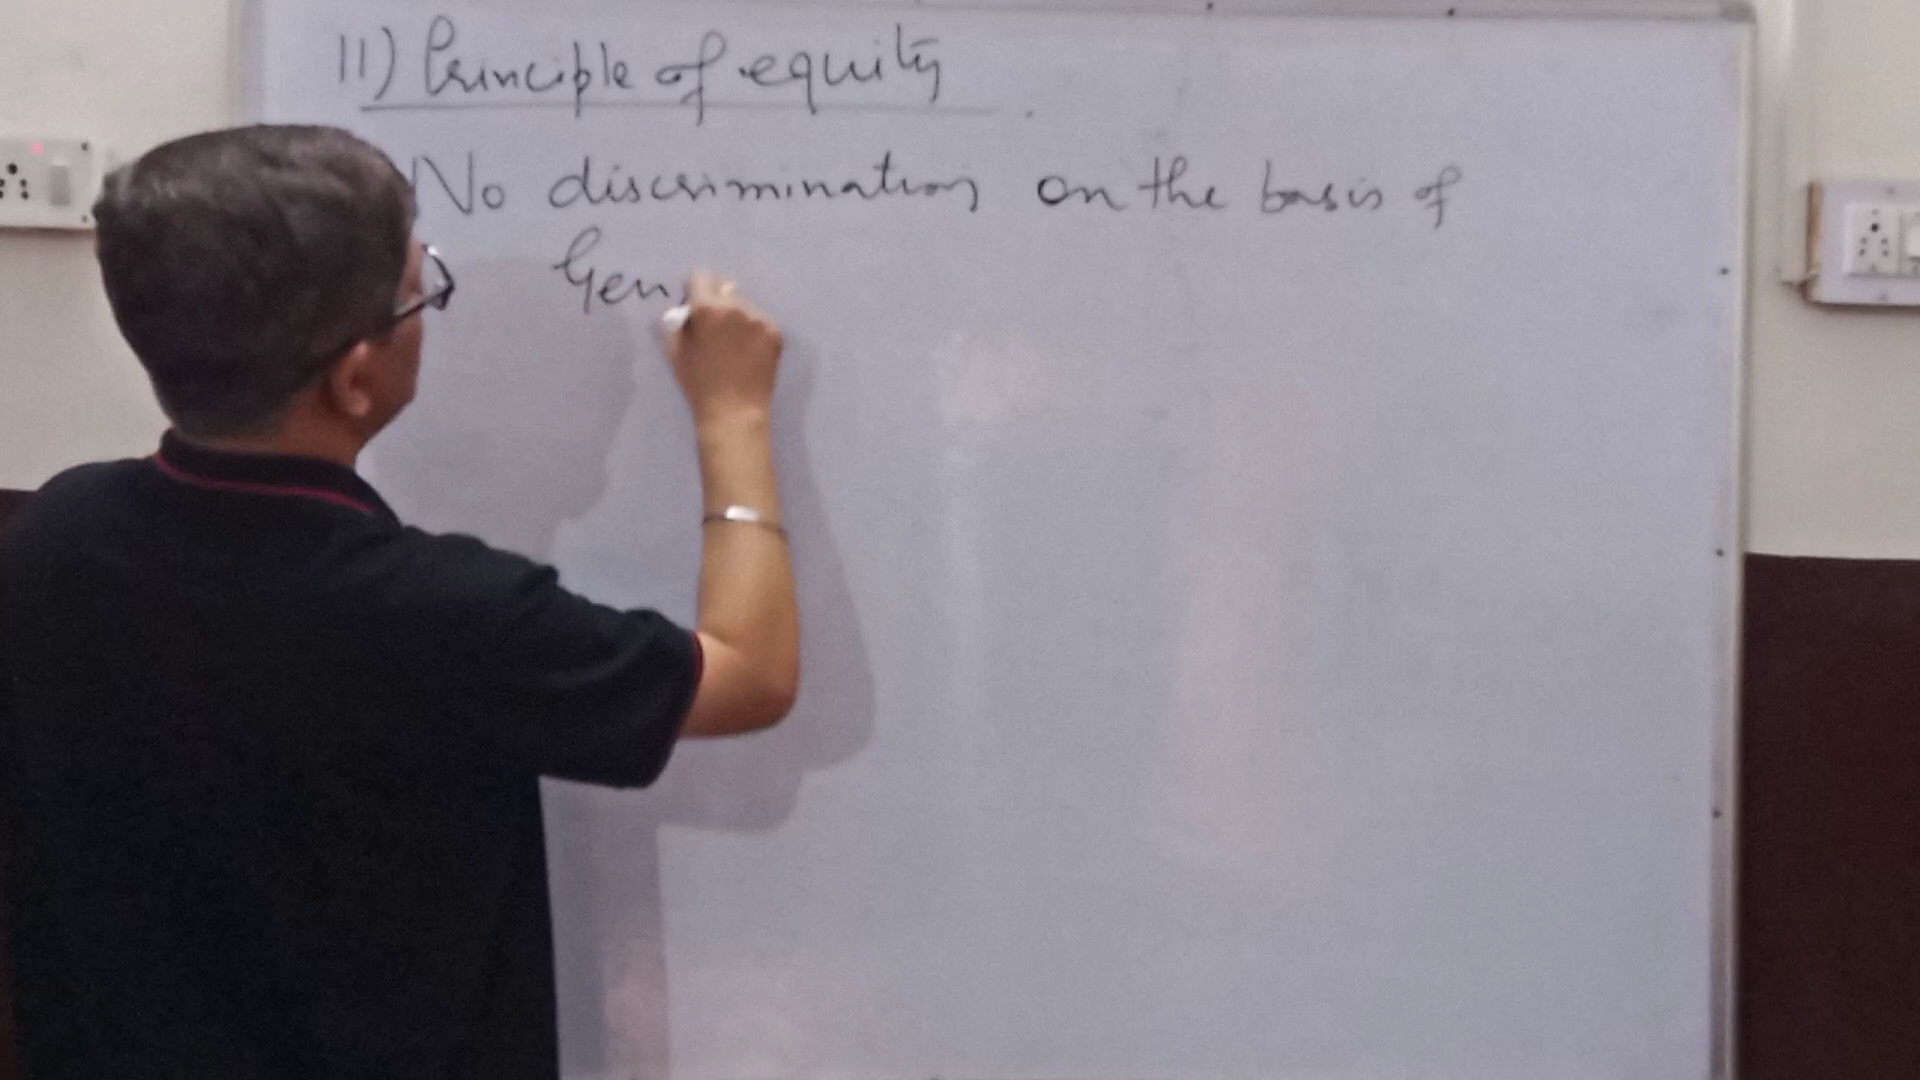 11) Principle of equity
No discrimination on the basis of
Gen